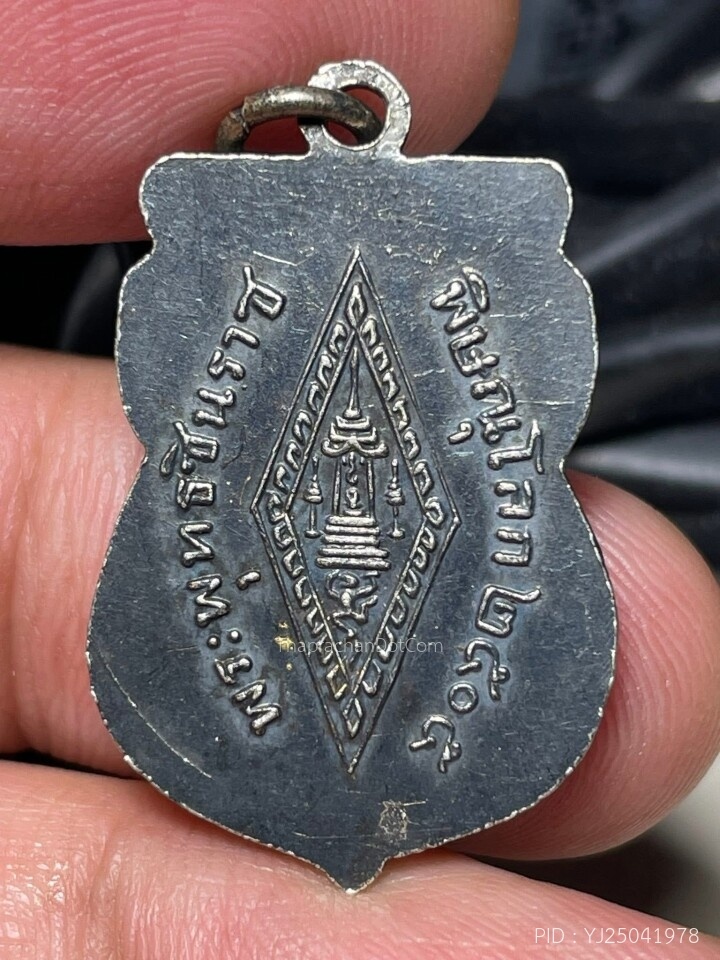 พระพุทธชินราช
พิษณุโลก ๒๕๐๕
ThaprachanDotCom
PID : YJ25041978